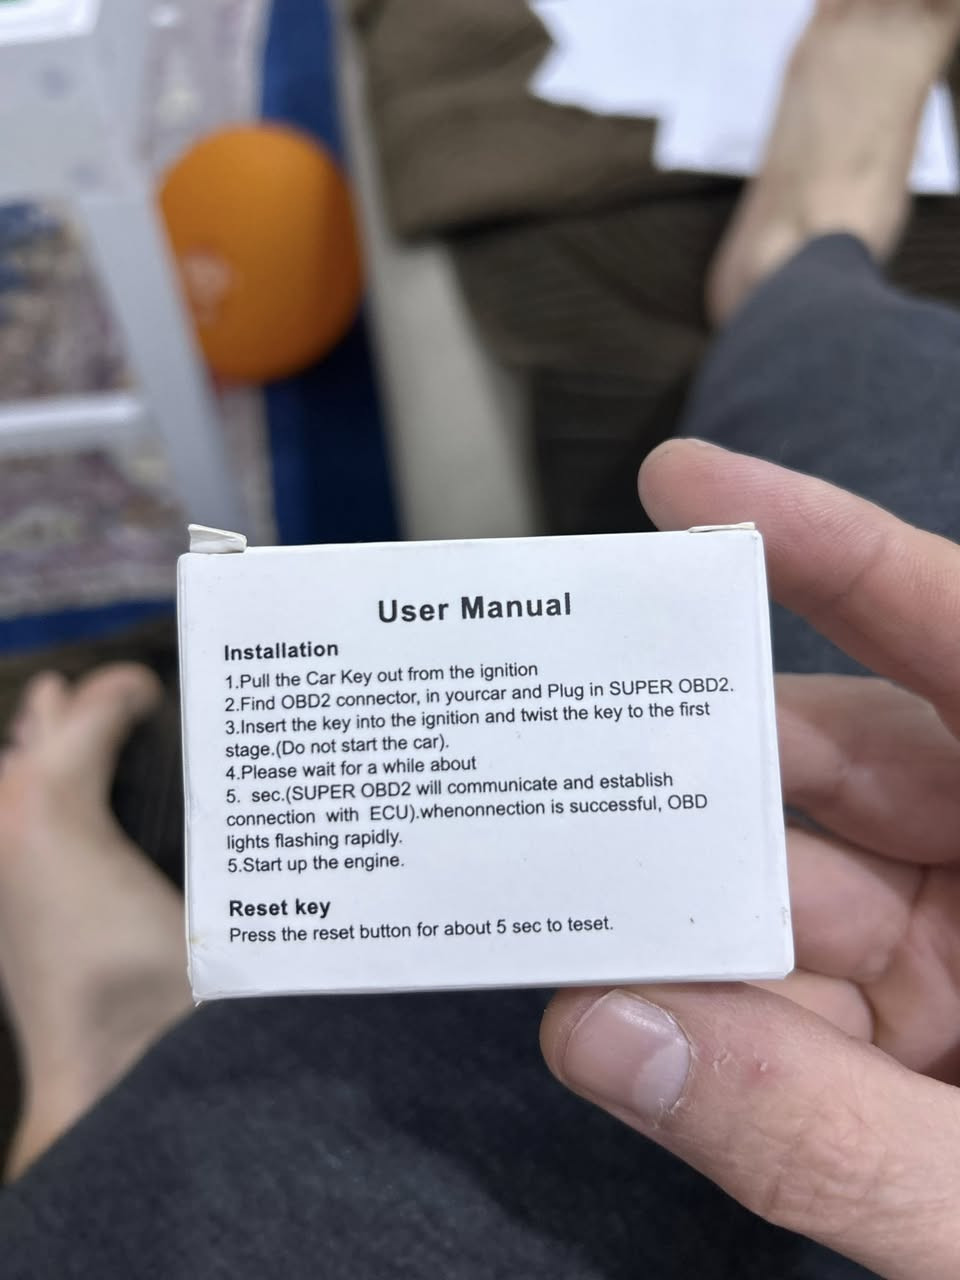 User Manual
Installation
1.Pull the Car Key out from the ignition
2.Find OBD2 connector, in yourcar and Plug in SUPER OBD2.
3.Insert the key into the ignition and twist the key to the first
stage.(Do not start the car).
4.Please wait for a while about
5. sec.(SUPER OBD2 will communicate and establish
connection with ECU).whenonnection is successful, OBD
lights flashing rapidly.
5.Start up the engine.
Reset key
Press the reset button for about 5 sec to teset.